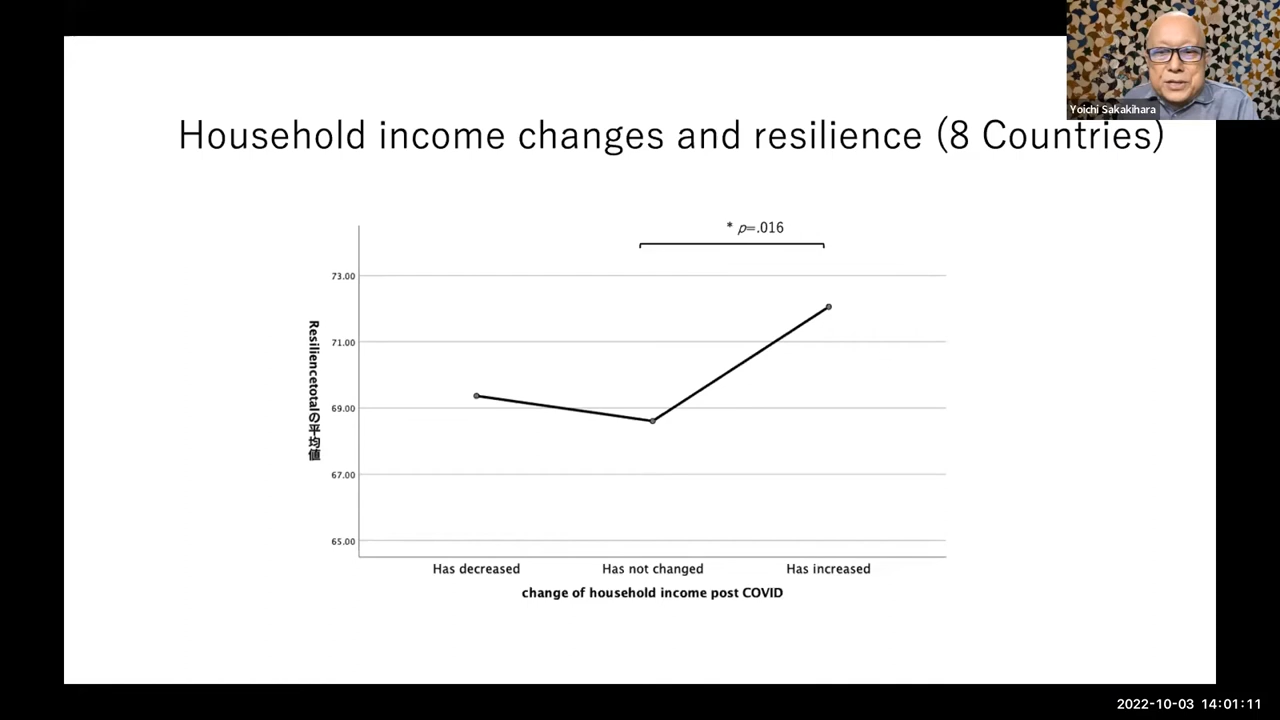 Yoichi Sakakihara
Household income changes and resilience (8 Countries)
* p=.016
73.00
71.00
69.00
67.00
65.00
Resiliencetotalの平均値
Has decreased
Has not changed
Has increased
change of household income post COVID
2022-10-03 14:01:11